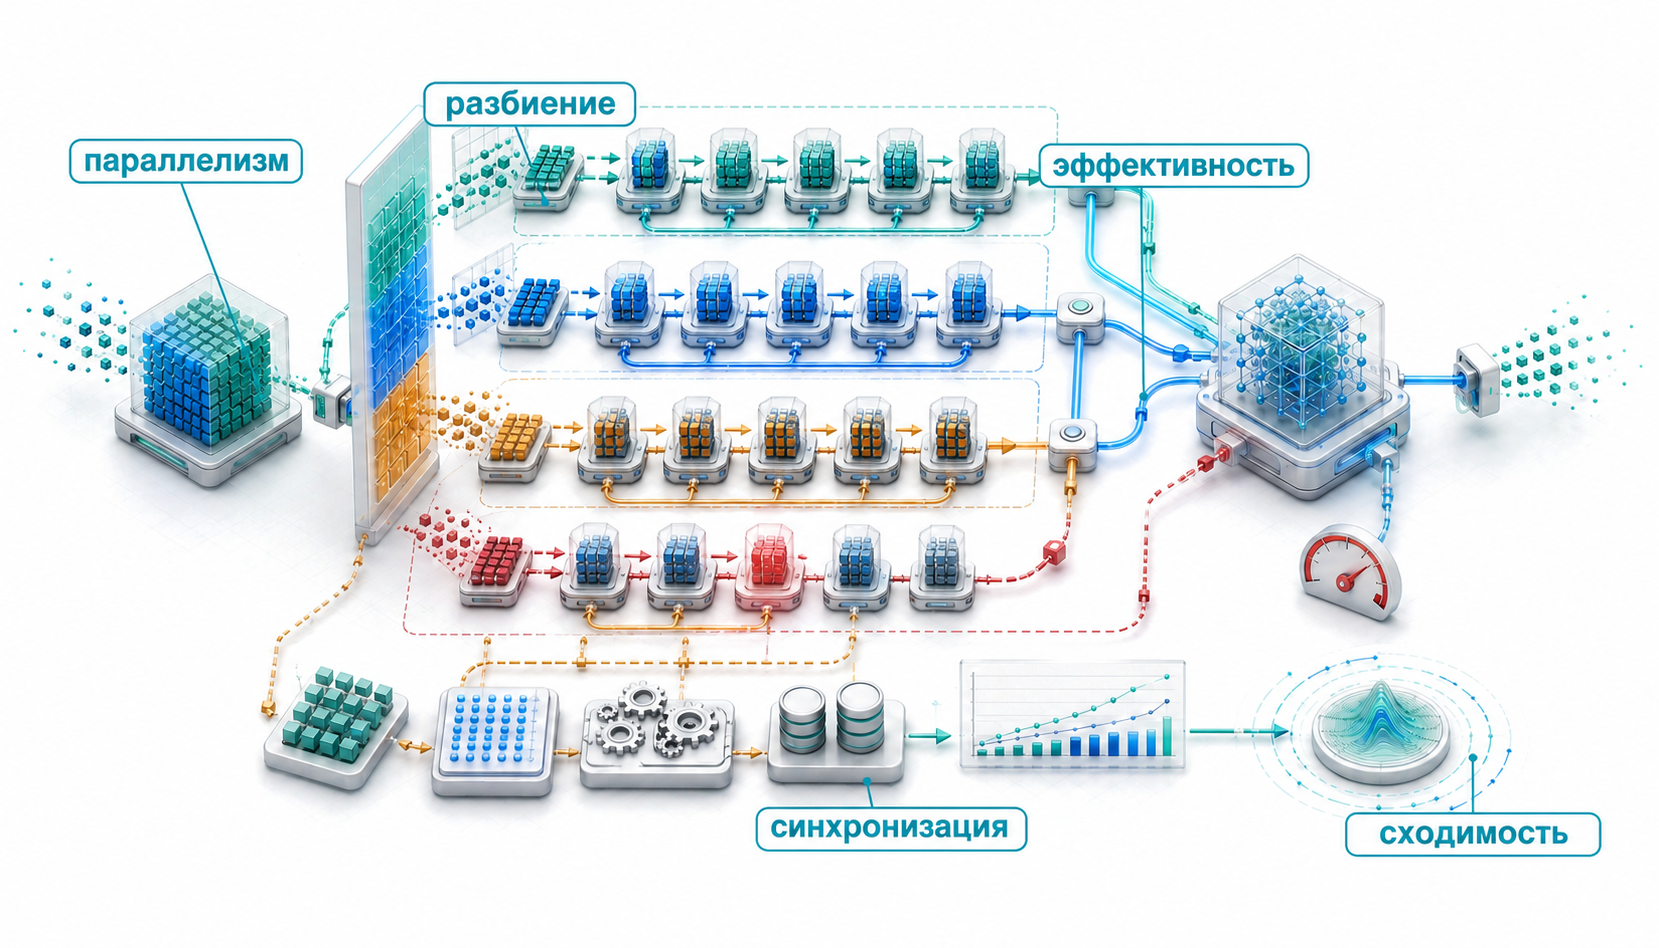 разбиение
параллелизм
эффективность
синхронизация
сходимость